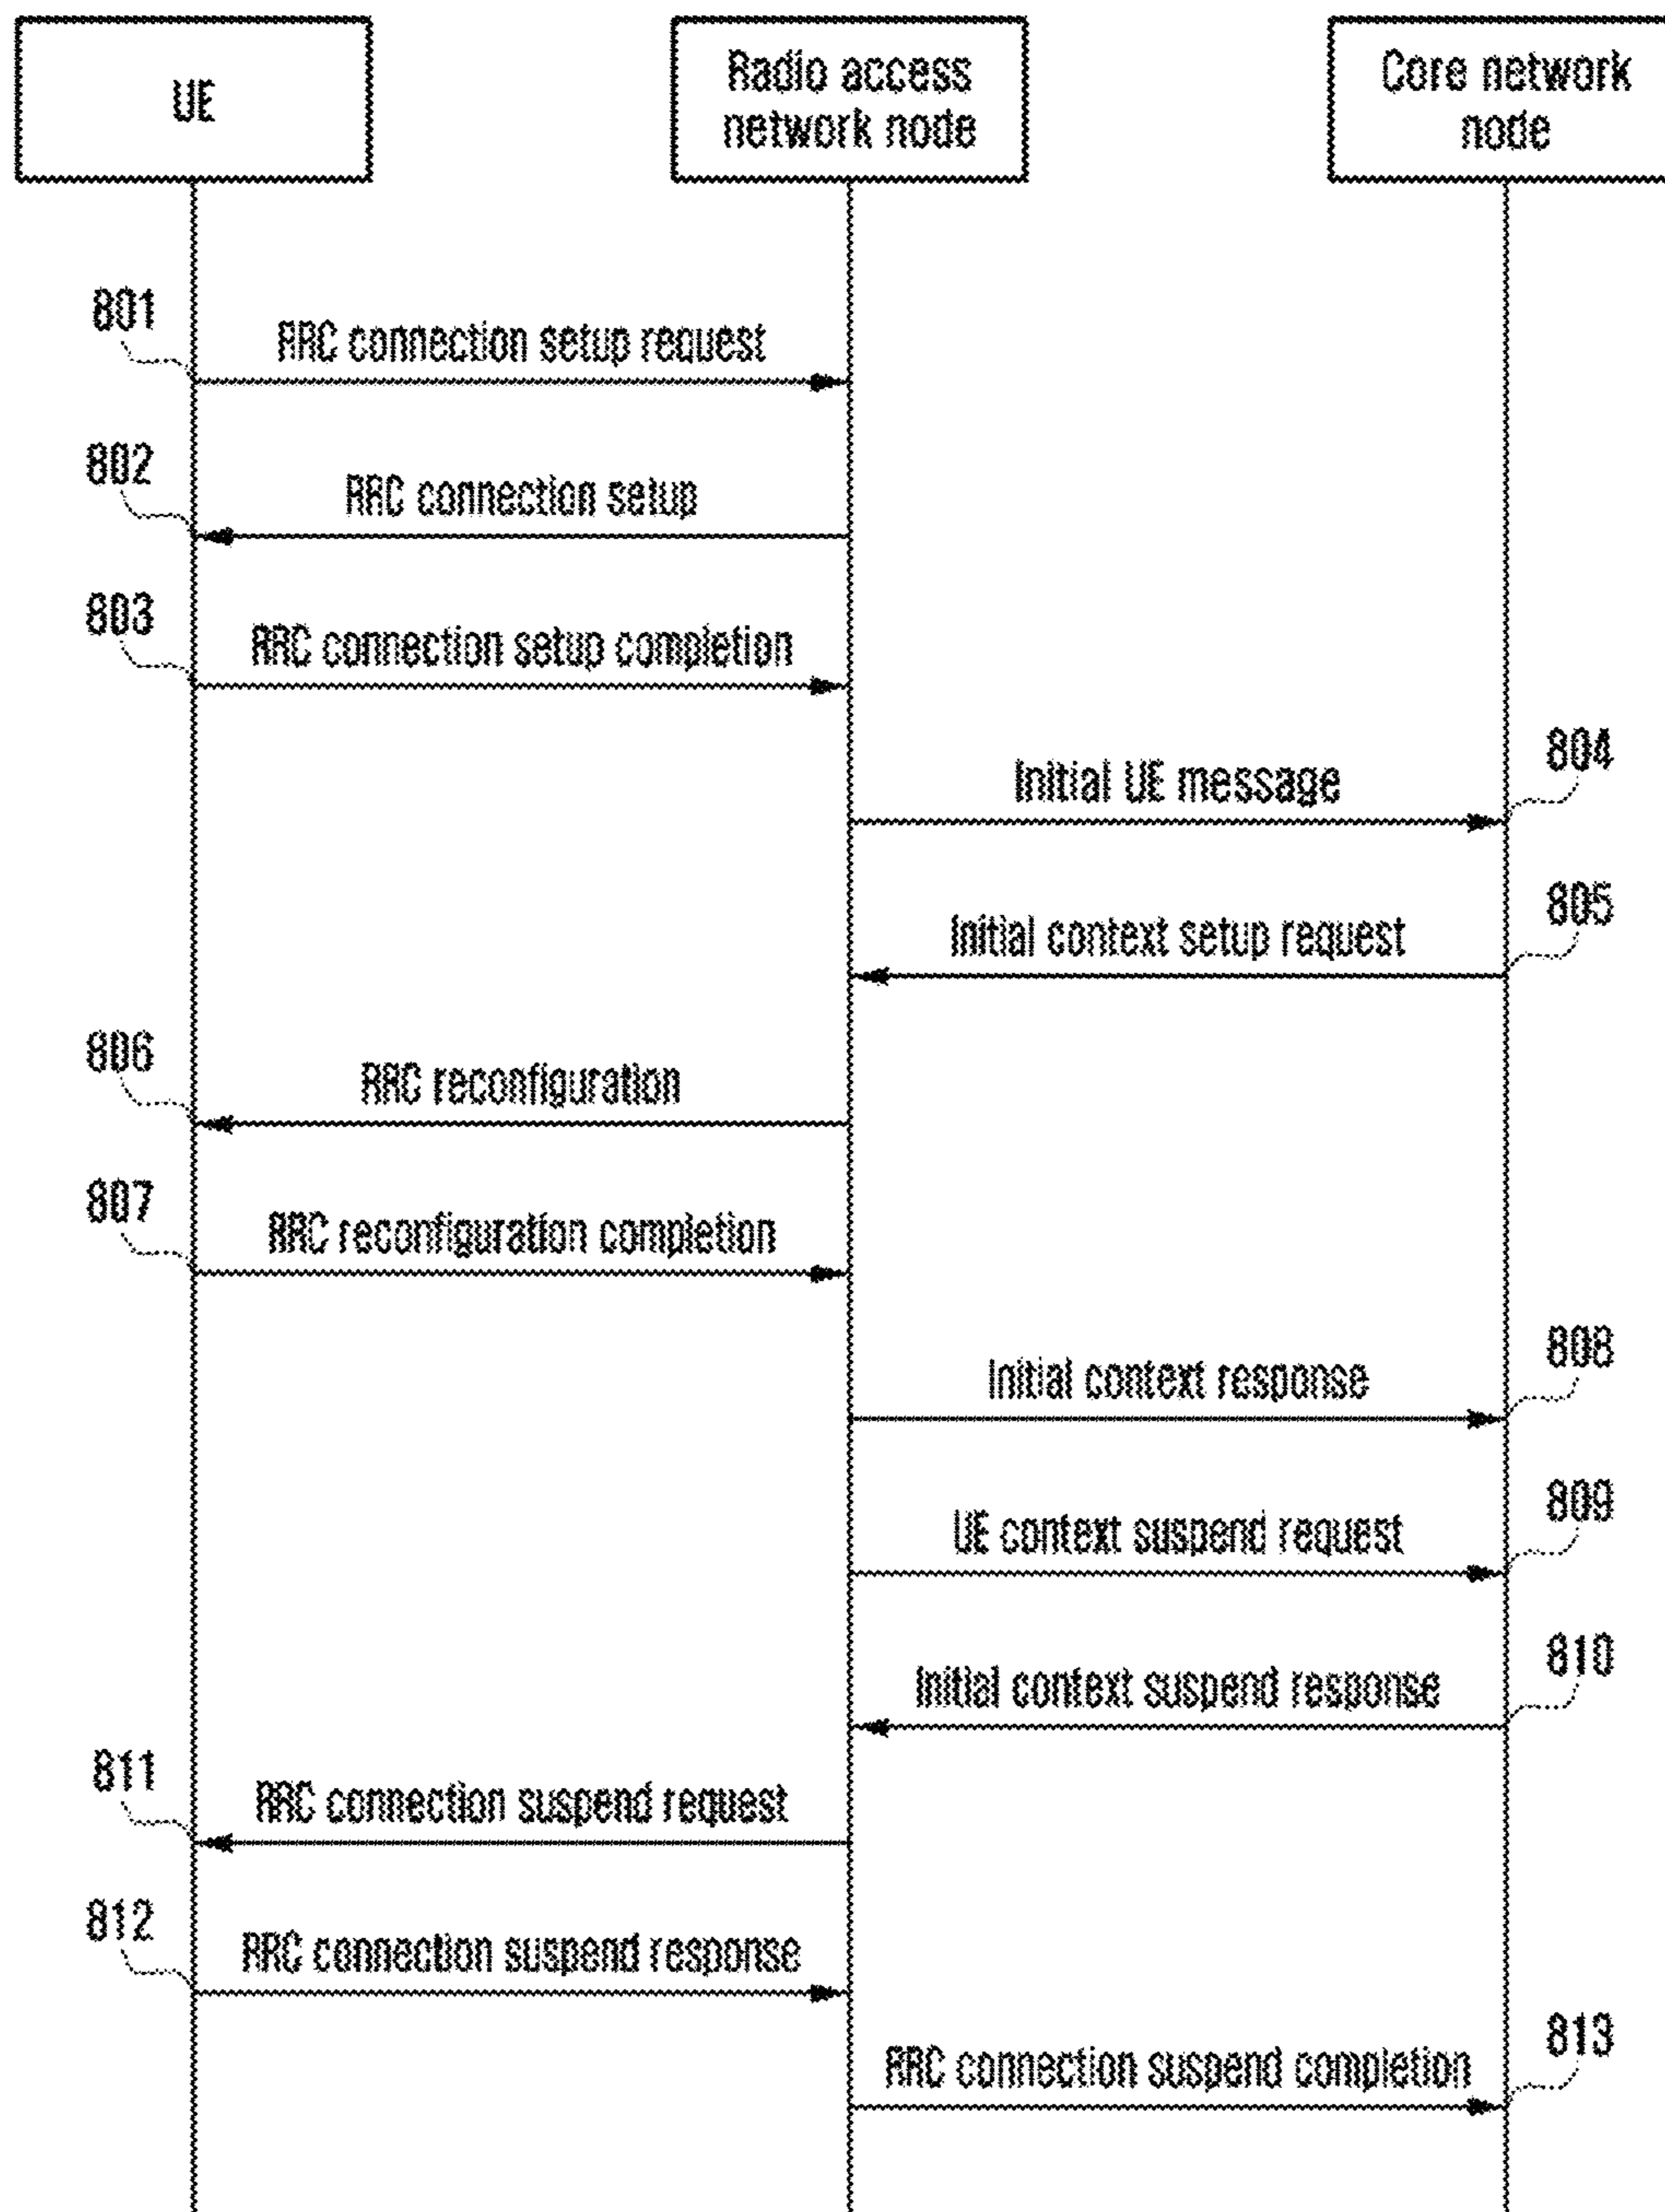 UE
Radio access
network node
Core network
node
801
RRC connection setup request
802
RRC connection setup
803
RRC connection setup completion
804
Initial UE message
805
Initial context setup request
806
RRC reconfiguration
807
RRC reconfiguration completion
808
Initial context response
809
UE context suspend request
810
Initial context suspend response
811
RRC connection suspend request
812
RRC connection suspend response
813
RRC connection suspend completion